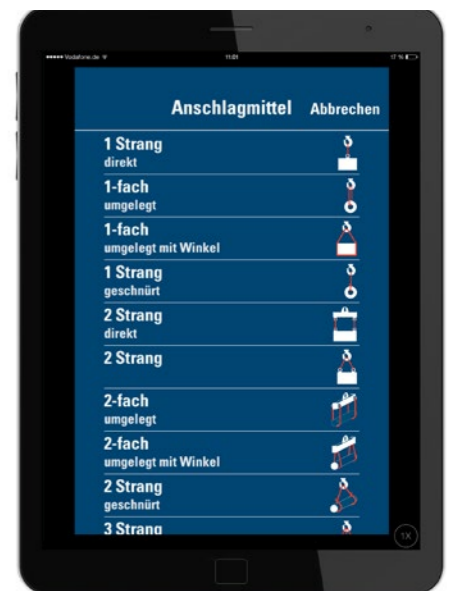 Vodafone.de
11:01
17 %
Anschlagmittel Abbrechen
1 Strang
direkt
1-fach
umgelegt
1-fach
umgelegt mit Winkel
1 Strang
geschnürt
2 Strang
direkt
2 Strang
2-fach
umgelegt
2-fach
umgelegt mit Winkel
2 Strang
geschnürt
3 Strang
1X